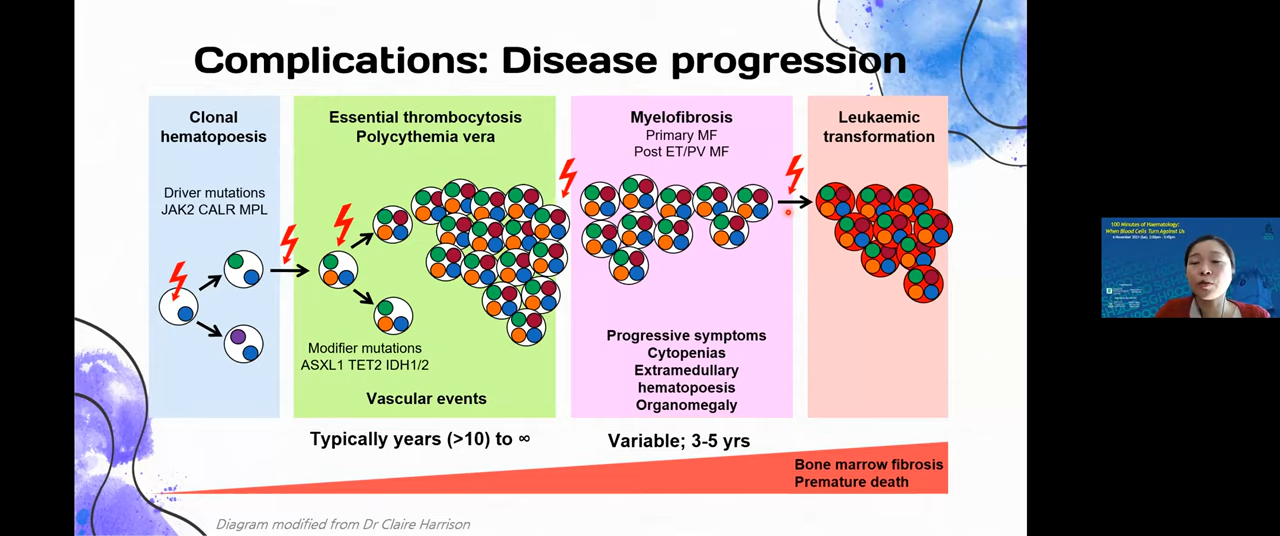 Complications: Disease progression
Clonal
hematopoesis
Driver mutations
JAK2 CALR MPL
Essential thrombocytosis
Polycythemia vera
Modifier mutations
ASXL1 TET2 IDH1/2
Vascular events
Myelofibrosis
Primary MF
Post ET/PV MF
Progressive symptoms
Cytopenias
Extramedullary
hematopoesis
Organomegaly
Leukaemic
transformation
Typically years (>10) to ∞
Variable; 3-5 yrs
Bone marrow fibrosis
Premature death
Diagram modified from Dr Claire Harrison
100 Minutes of Haematology:
When Blood Cells Turn Against Us